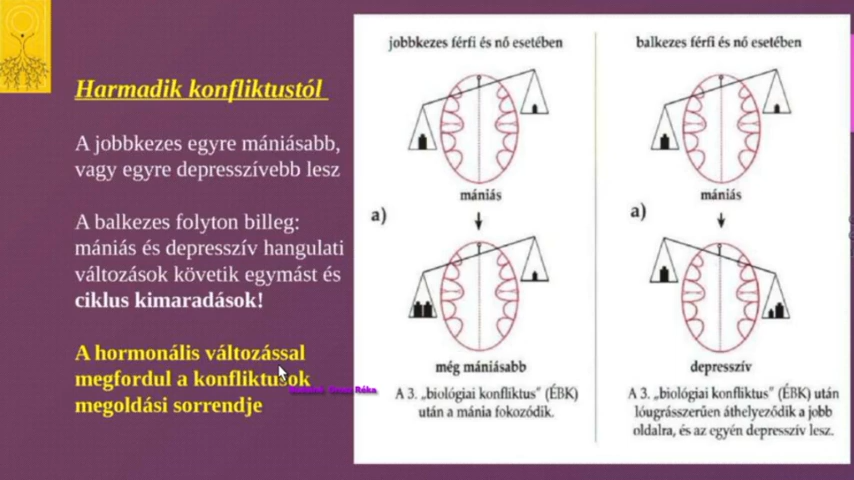 Harmadik konfliktustól
A jobbkezes egyre mániásabb,
vagy egyre depresszívebb lesz
A balkezes folyton billeg:
mániás és depresszív hangulati
változások követik egymást és
ciklus kimaradások!
A hormonális változással
megfordul a konfliktusok
megoldási sorrendje
jobbkezes férfi és nő esetében
mániás
a)
még mániásabb
A 3. „biológiai konfliktus" (ÉBK)
után a mánia fokozódik.
balkezes férfi és nő esetében
mániás
a)
depresszív
A 3. „biológiai konfliktus" (ÉBK) után
lóugrásszerűen áthelyeződik a jobb
oldalra, és az egyén depresszív lesz.
Réka